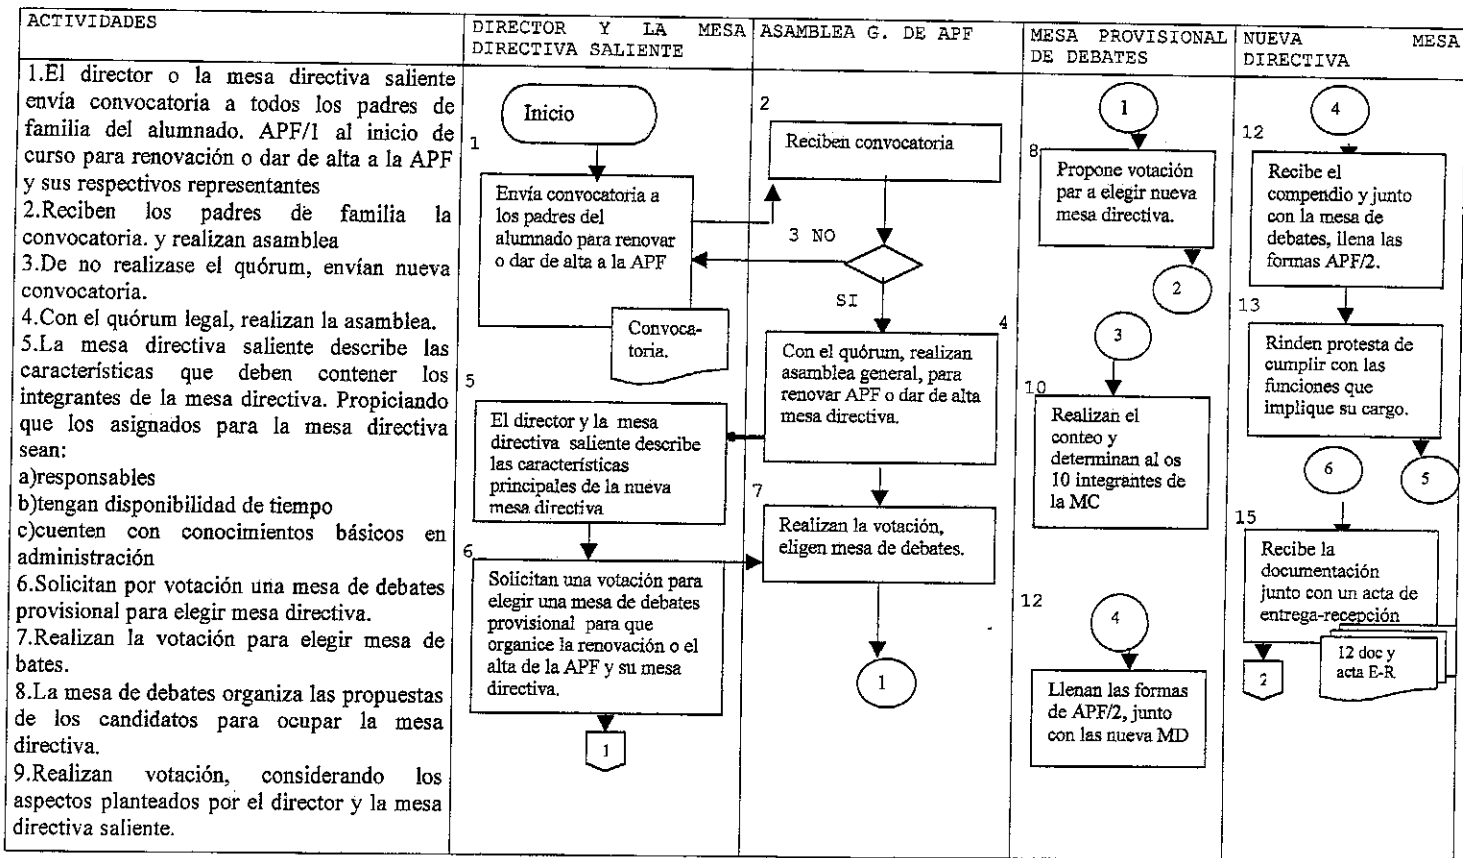 ACTIVIDADES
1.El director o la mesa directiva saliente
envía convocatoria a todos los padres de
familia del alumnado. APF/1 al inicio de
curso para renovación o dar de alta a la APF
y sus respectivos representantes
2.Reciben los padres de familia la
convocatoria. y realizan asamblea
3.De no realizase el quórum, envían nueva
convocatoria.
4.Con el quórum legal, realizan la asamblea.
5.La mesa directiva saliente describe las
características que deben contener los
integrantes de la mesa directiva. Propiciando
que los asignados para la mesa directiva
sean:
a)responsables
b)tengan disponibilidad de tiempo
c)cuenten con conocimientos básicos en
administración
6.Solicitan por votación una mesa de debates
provisional para elegir mesa directiva.
7.Realizan la votación para elegir mesa de
bates.
8.La mesa de debates organiza las propuestas
de los candidatos para ocupar la mesa
directiva.
9.Realizan votación, considerando los
aspectos planteados por el director y la mesa
directiva saliente.
DIRECTOR Y LA MESA
DIRECTIVA SALIENTE
Inicio
1
Envía convocatoria a
los padres del
alumnado para renovar
o dar de alta a la APF
Convoca-
toria.
5
El director y la mesa
directiva saliente describe
las características
principales de la nueva
mesa directiva
6
Solicitan una votación para
elegir una mesa de debates
provisional para que
organice la renovación o el
alta de la APF y su mesa
directiva.
1
ASAMBLEA G. DE APF
2
Reciben convocatoria
3 NO
SI
4
Con el quórum, realizan
asamblea general, para
renovar APF o dar de alta
mesa directiva.
7
Realizan la votación,
eligen mesa de debates.
1
MESA PROVISIONAL
DE DEBATES
1
8
Propone votación
par a elegir nueva
mesa directiva.
2
3
10
Realizan el
conteo y
determinan al os
10 integrantes de
la MC
12
4
Llenan las formas
de APF/2, junto
con las nueva MD
NUEVA MESA
DIRECTIVA
4
12
Recibe el
compendio y junto
con la mesa de
debates, llena las
formas APF/2.
13
Rinden protesta de
cumplir con las
funciones que
implique su cargo.
6
5
15
Recibe la
documentación
junto con un acta de
entrega-recepción
2
12 doc y
acta E-R